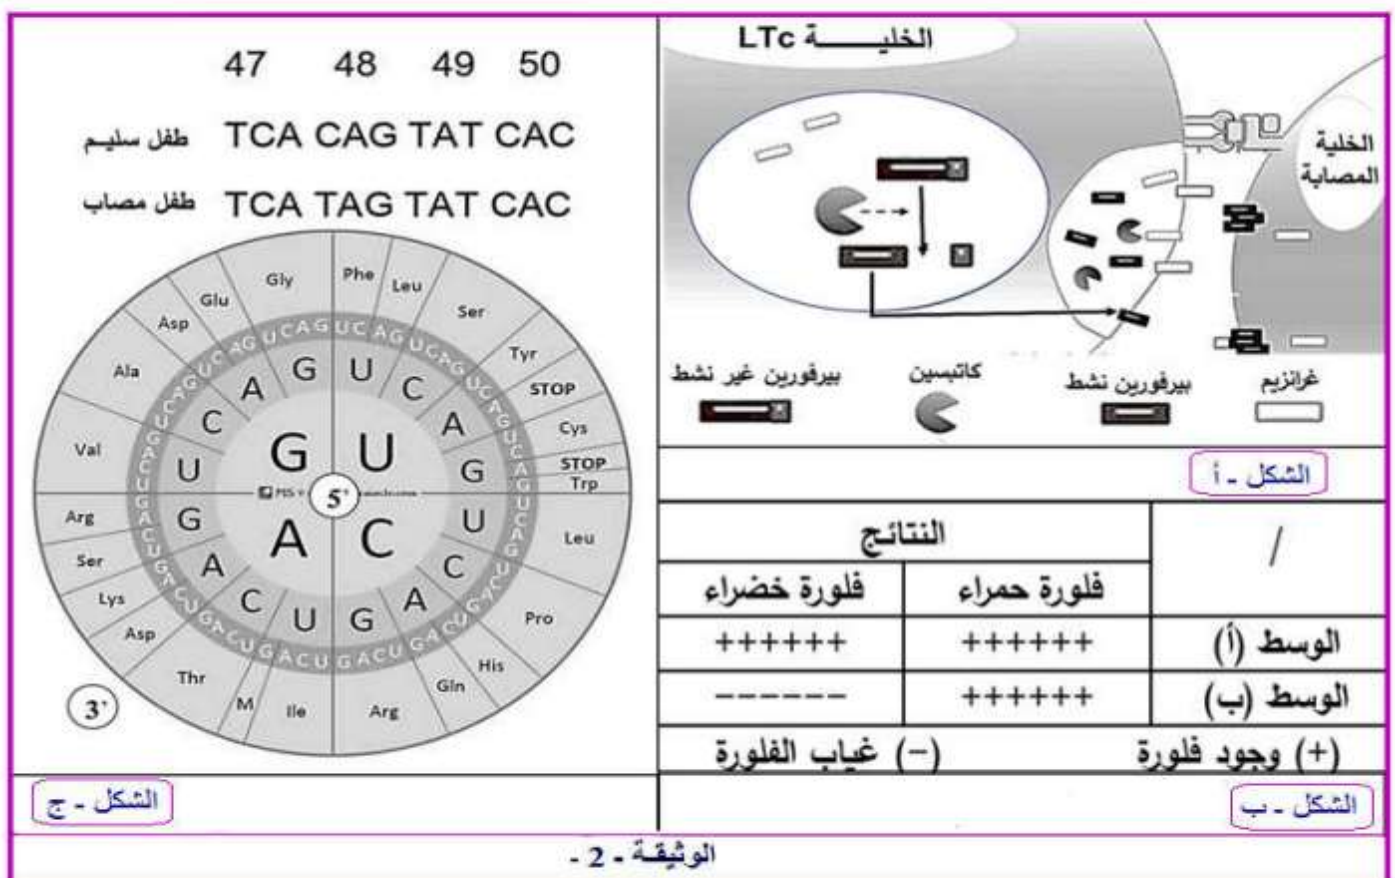 47 48 49 50
طفل سليـم TCA CAG TAT CAC
طفل مصاب TCA TAG TAT CAC
Gly Phe Leu Ser Tyr STOP Cys STOP Trp
Leu Pro His Gln Arg
Ile M Thr Asp Lys Ser Arg
Val Ala Asp Glu
G U A C
5'
3'
الشكل - ج
الخليـــــة LTc
الخلية
المصابة
غرانزيم
بيرفورين نشط
كاتبسين
بيرفورين غير نشط
الشكل - أ
/ النتائج
فلورة حمراء فلورة خضراء
الوسط (أ) ++++++ ++++++
الوسط (ب) ++++++ ------
(+) وجود فلورة (-) غياب الفلورة
الشكل - ب
الوثيقـة - 2 -